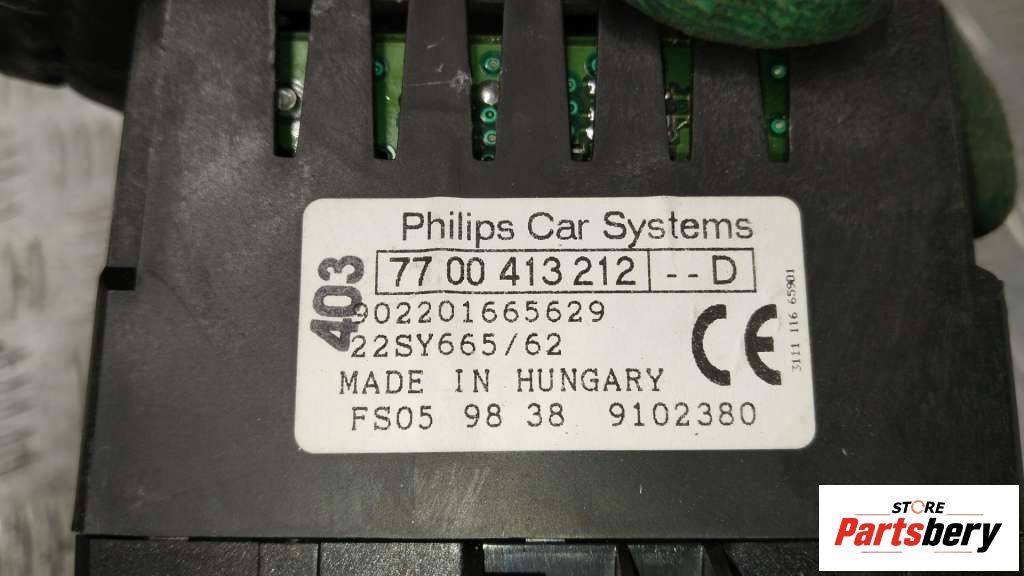 Philips Car Systems
403
77 00 413 212 -- D
902201665629
22SY665/62
MADE IN HUNGARY
FS05 98 38 9102380
CE
3111 116 65901
STORE
Partsbery